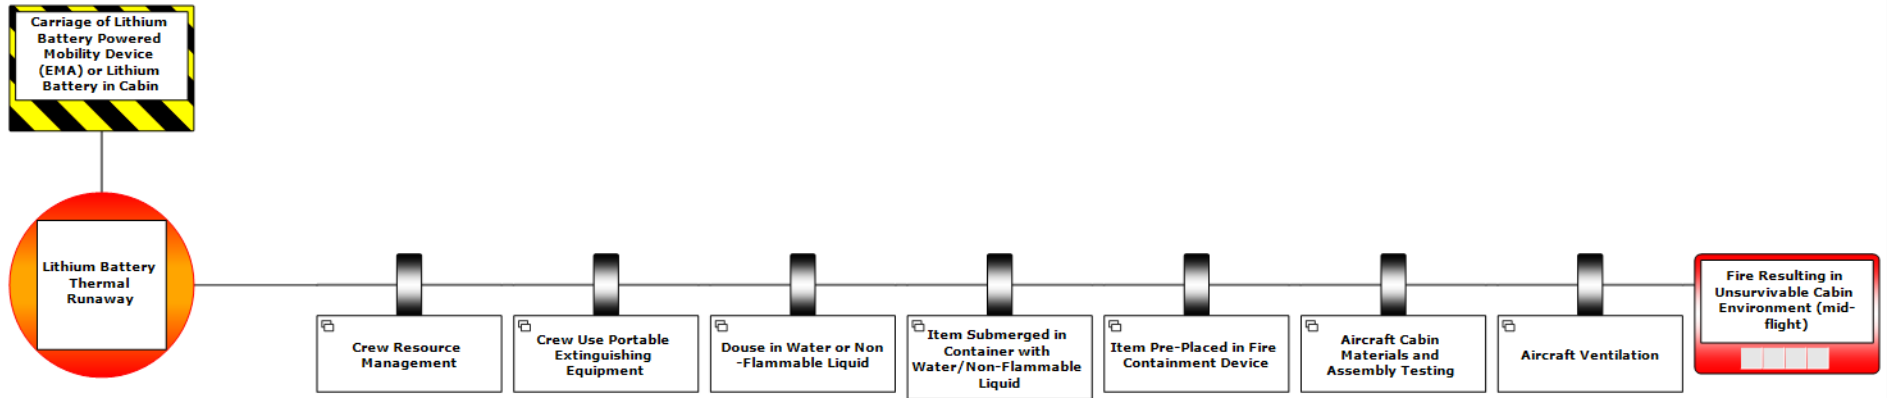 Carriage of Lithium
Battery Powered
Mobility Device
(EMA) or Lithium
Battery in Cabin
Lithium Battery
Thermal
Runaway
Crew Resource
Management
Crew Use Portable
Extinguishing
Equipment
Douse in Water or Non
-Flammable Liquid
Item Submerged in
Container with
Water/Non-Flammable
Liquid
Item Pre-Placed in Fire
Containment Device
Aircraft Cabin
Materials and
Assembly Testing
Aircraft Ventilation
Fire Resulting in
Unsurvivable Cabin
Environment (mid-
flight)